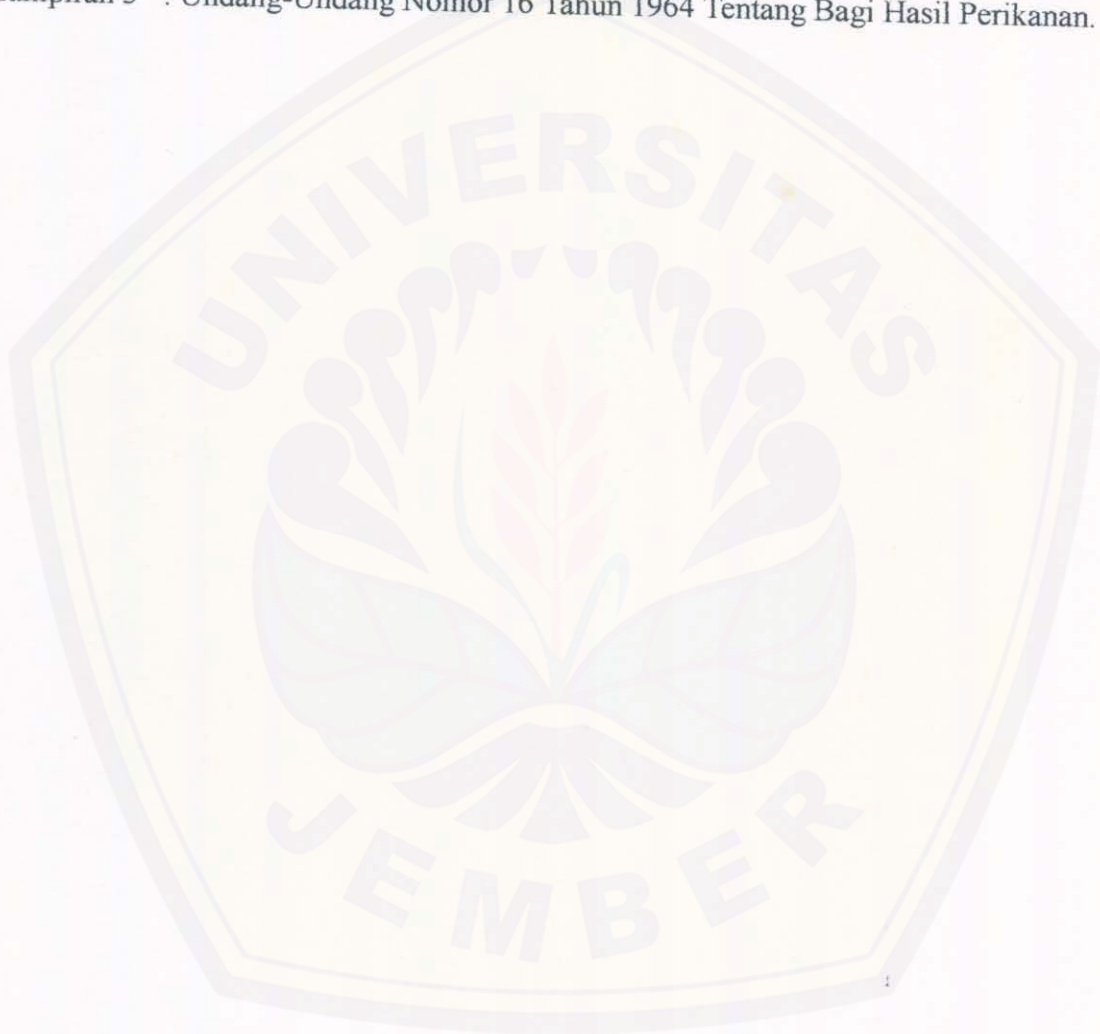 : Undang-Undang Nomor 16 Tahun 1964 Tentang Bagi Hasil Perikanan.
UNIVERSITAS
JEMBER